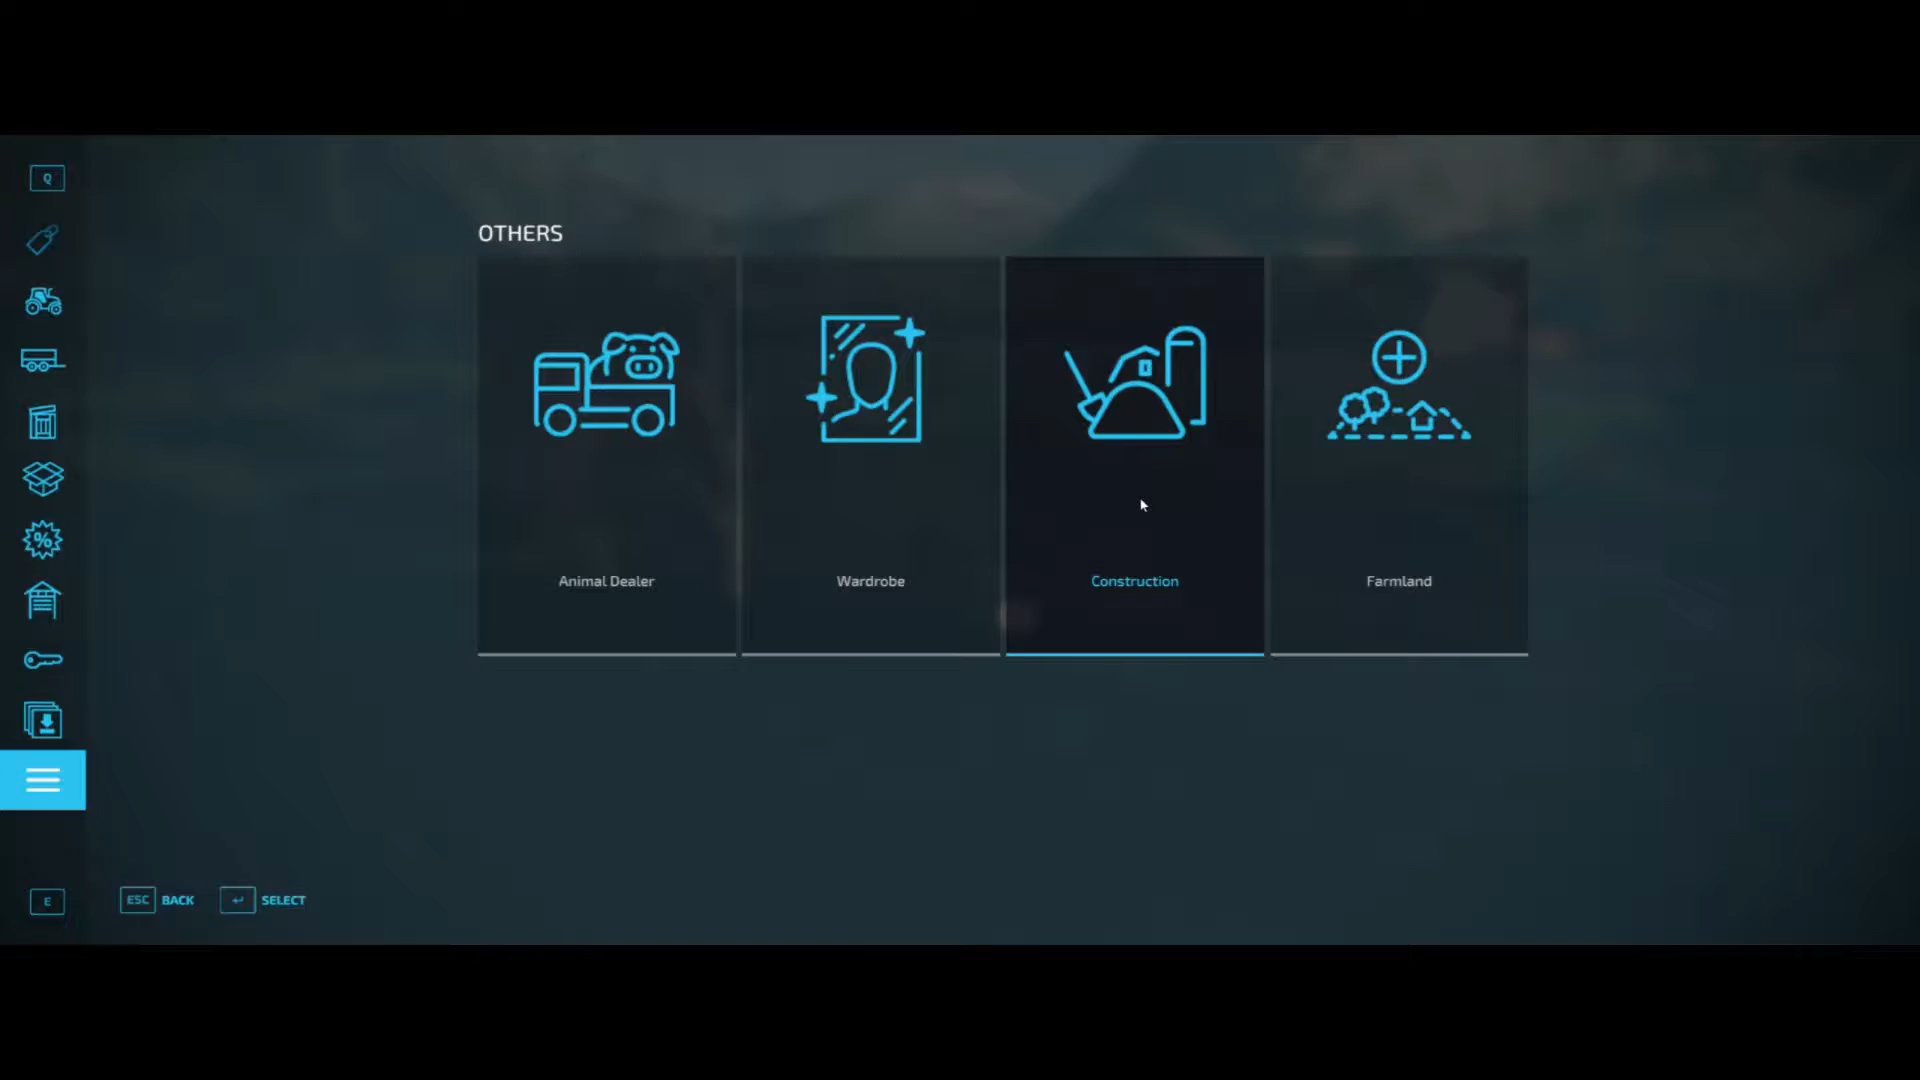 Q
OTHERS
%
Animal Dealer
Wardrobe
Construction
Farmland
E
ESC BACK
SELECT